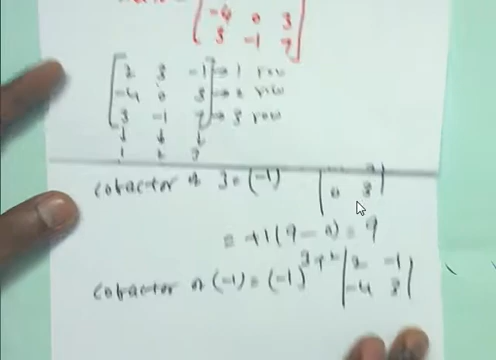 -4 0 3
3 -1 7
2 3 -1 → 1 row
-4 0 3 → 2 row
3 -1 7 → 3 row
↓ ↓ ↓
1 2 3
cofactor of 3 = (-1)
0 3
= +1(9 - 0) = 9
cofactor of (-1) = (-1)^3+2 | 2 -1 |
| -4 3 |